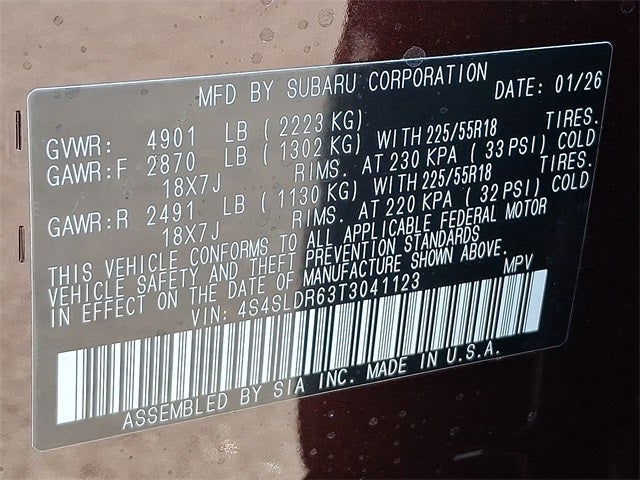 MFD BY SUBARU CORPORATION DATE: 01/26
GVWR: 4901 LB (2223 KG)
GAWR:F 2870 LB (1302 KG) WITH 225/55R18 TIRES.
18X7J RIMS. AT 230 KPA (33 PSI) COLD
GAWR:R 2491 LB (1130 KG) WITH 225/55R18 TIRES.
18X7J RIMS. AT 220 KPA (32 PSI) COLD
THIS VEHICLE CONFORMS TO ALL APPLICABLE FEDERAL MOTOR
VEHICLE SAFETY AND THEFT PREVENTION STANDARDS
IN EFFECT ON THE DATE OF MANUFACTURE SHOWN ABOVE.
VIN: 4S4SLDR63T3041123 MPV
ASSEMBLED BY SIA INC. MADE IN U.S.A.